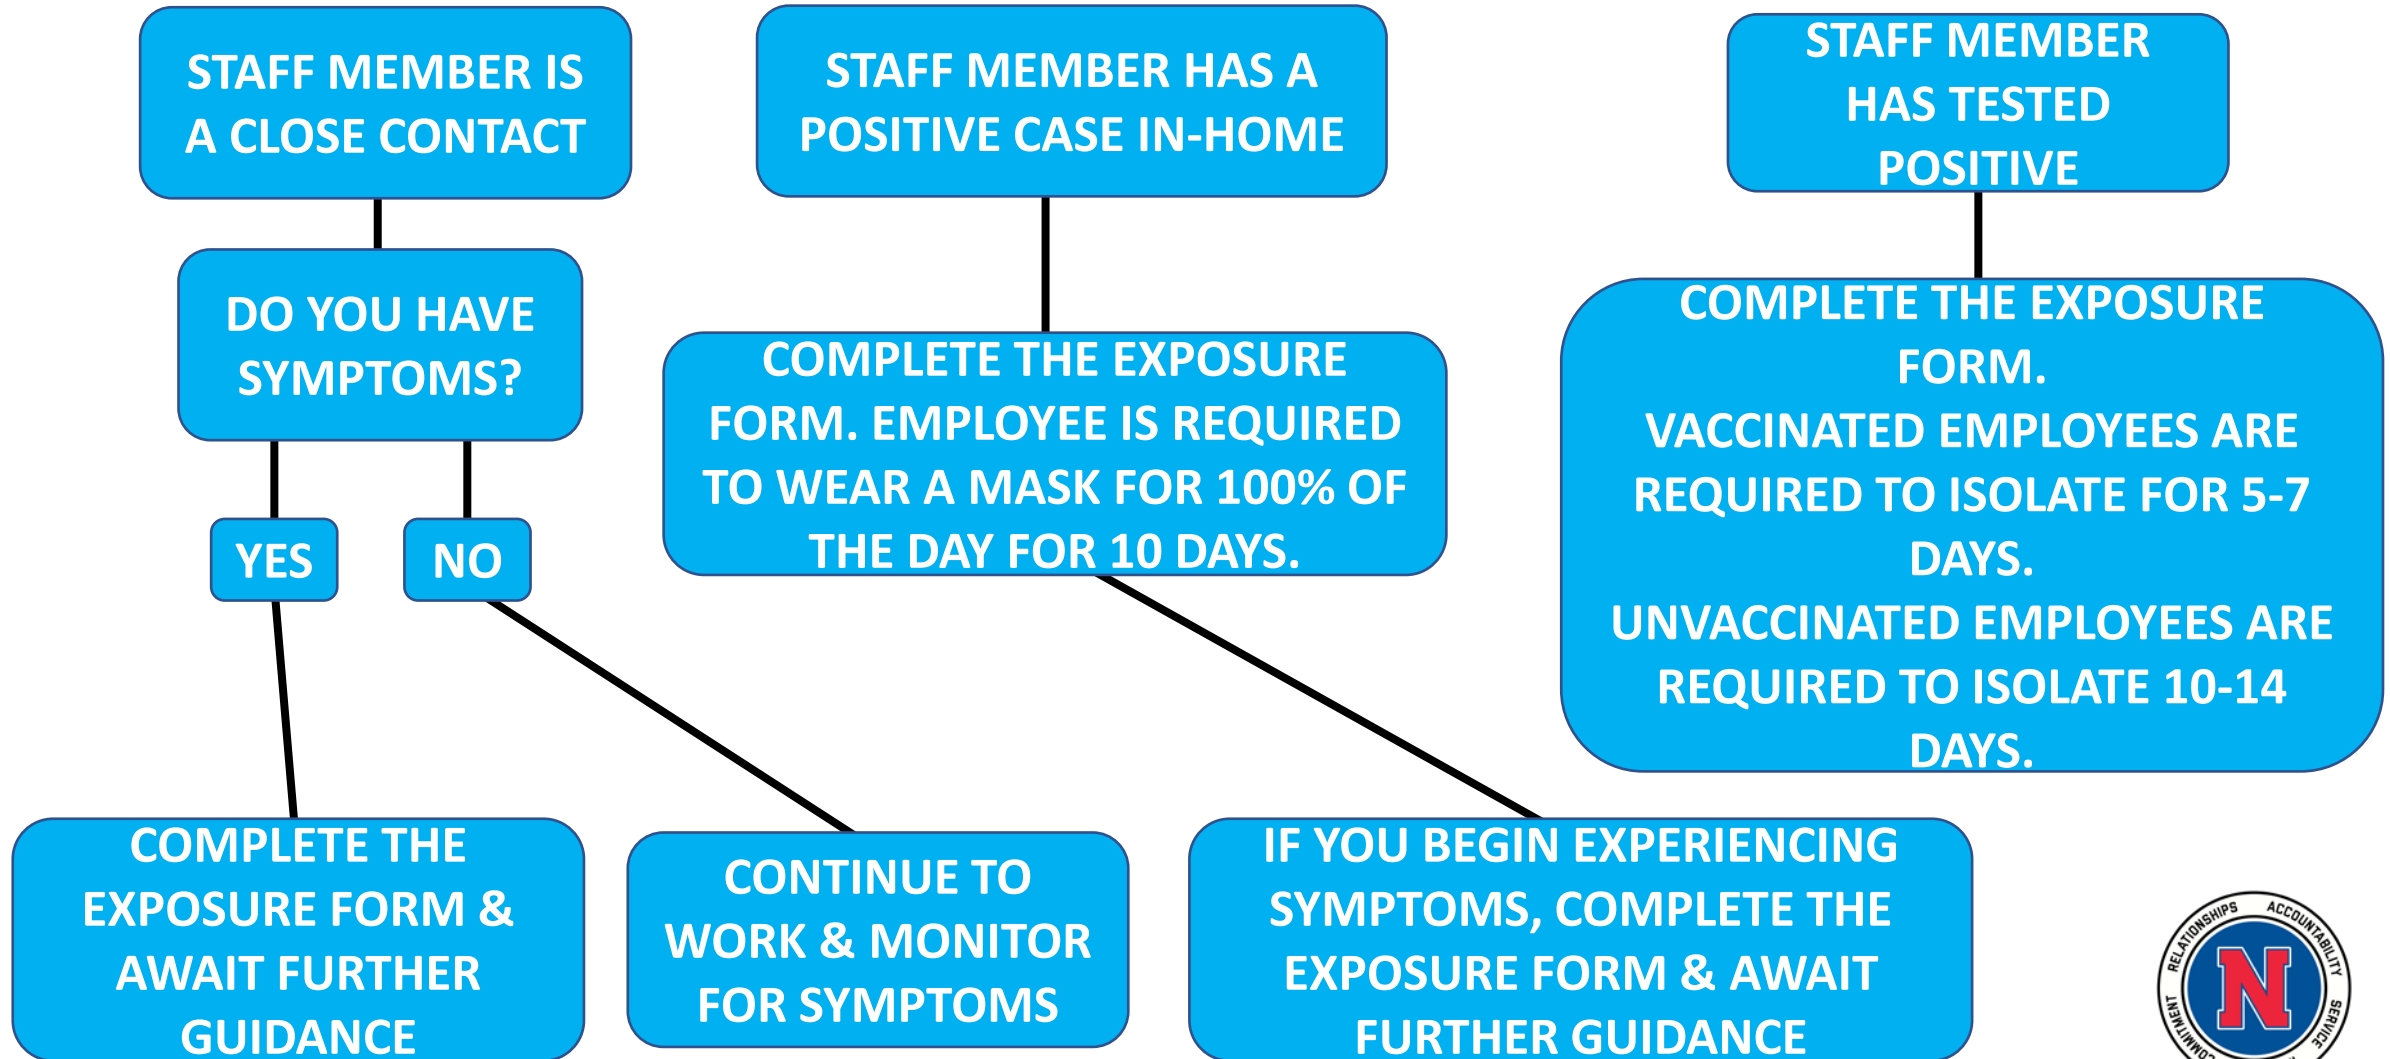 STAFF MEMBER IS
A CLOSE CONTACT
DO YOU HAVE
SYMPTOMS?
YES
NO
COMPLETE THE
EXPOSURE FORM &
AWAIT FURTHER
GUIDANCE
CONTINUE TO
WORK & MONITOR
FOR SYMPTOMS
STAFF MEMBER HAS A
POSITIVE CASE IN-HOME
COMPLETE THE EXPOSURE
FORM. EMPLOYEE IS REQUIRED
TO WEAR A MASK FOR 100% OF
THE DAY FOR 10 DAYS.
IF YOU BEGIN EXPERIENCING
SYMPTOMS, COMPLETE THE
EXPOSURE FORM & AWAIT
FURTHER GUIDANCE
STAFF MEMBER
HAS TESTED
POSITIVE
COMPLETE THE EXPOSURE
FORM.
VACCINATED EMPLOYEES ARE
REQUIRED TO ISOLATE FOR 5-7
DAYS.
UNVACCINATED EMPLOYEES ARE
REQUIRED TO ISOLATE 10-14
DAYS.
RELATIONSHIPS
ACCOUNTABILITY
SERVICE
N